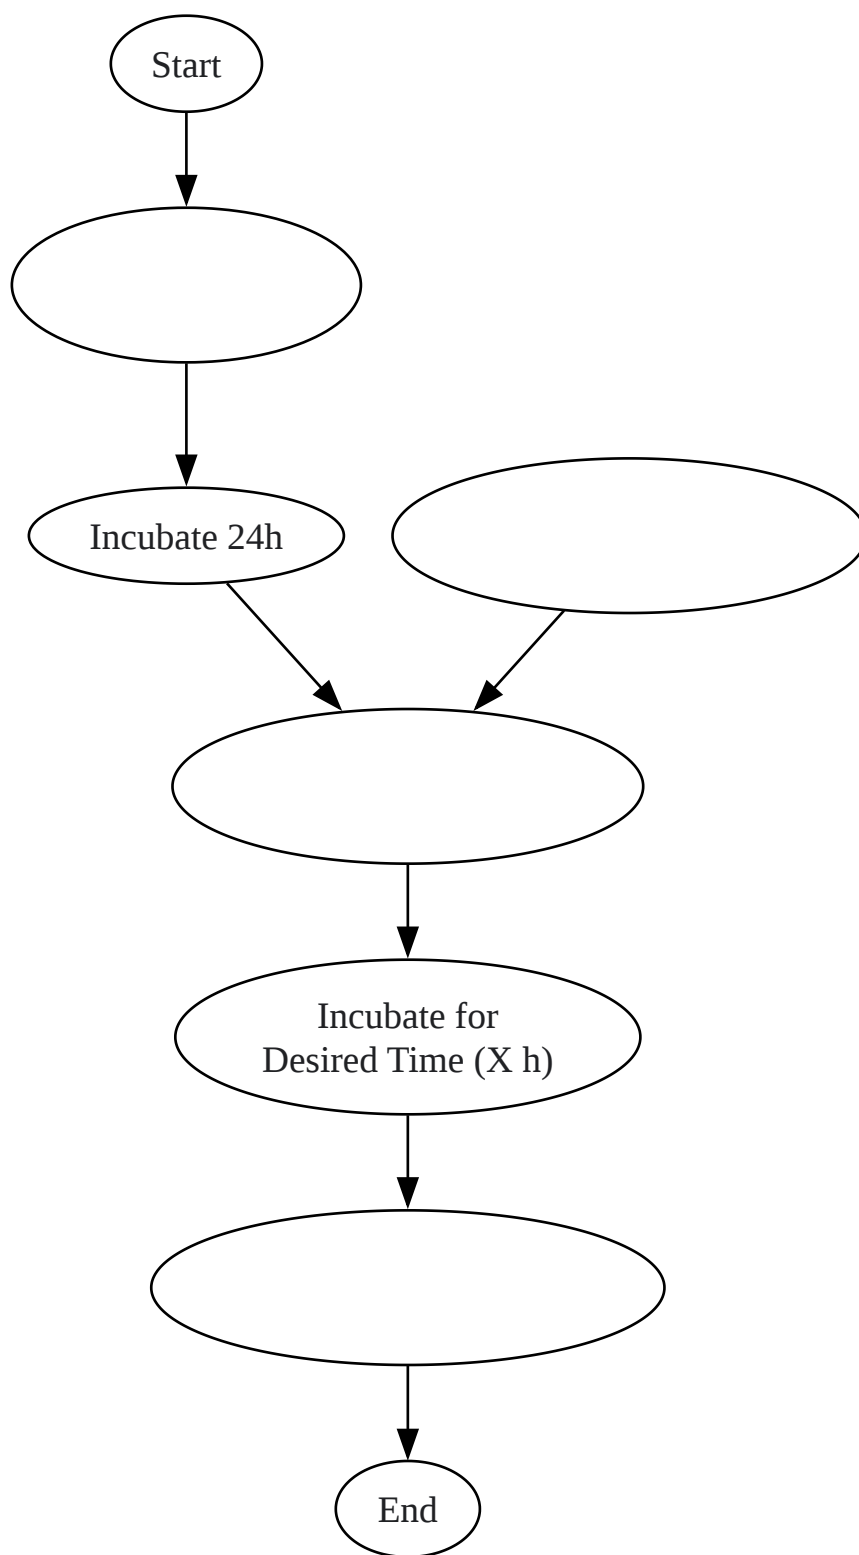 Start
Incubate 24h
Incubate for
Desired Time (X h)
End